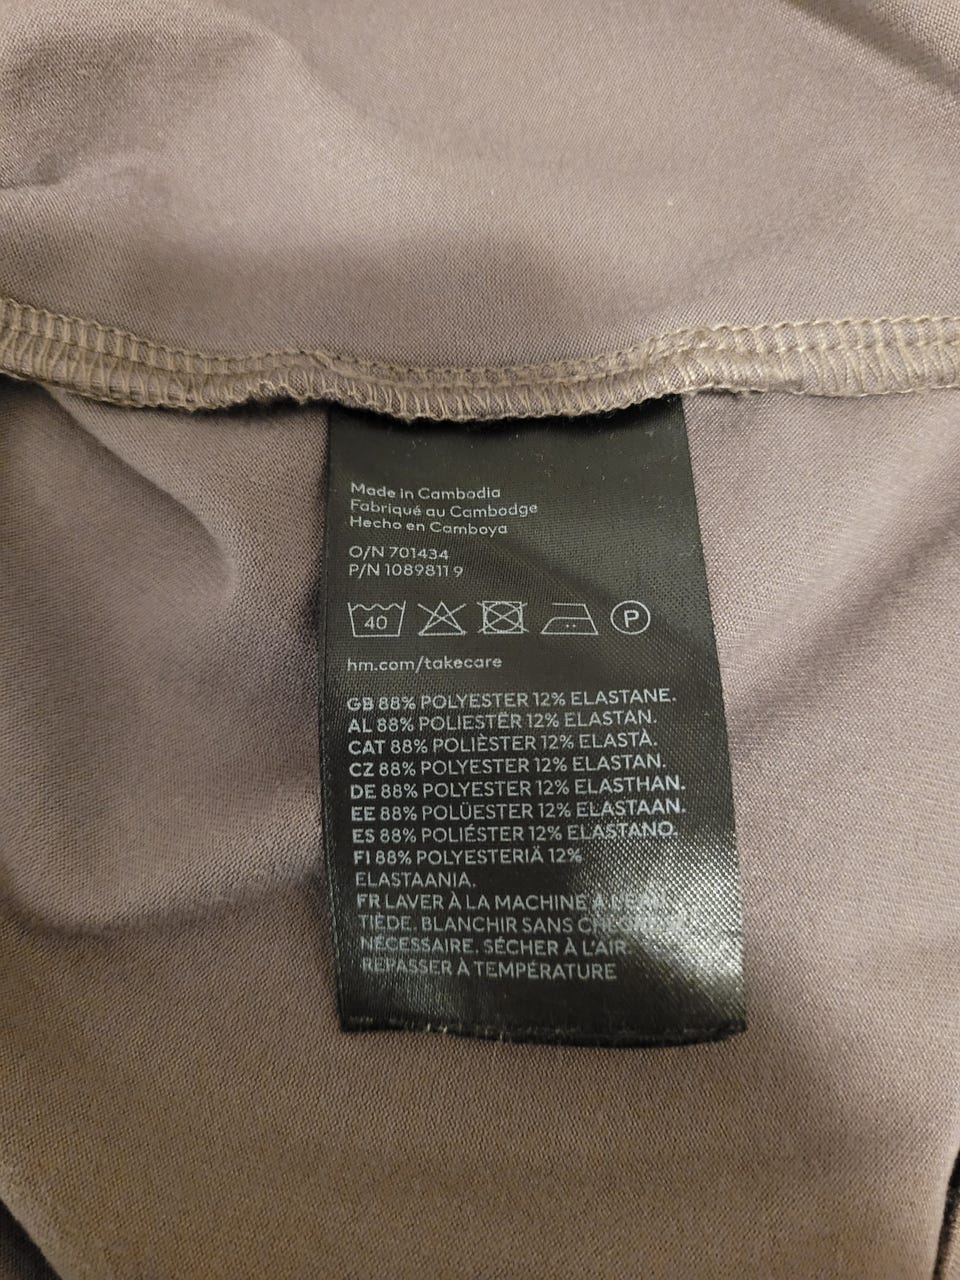 Made in Cambodia
Fabriqué au Cambodge
Hecho en Camboya
O/N 701434
P/N 1089811 9
40
P
hm.com/takecare
GB 88% POLYESTER 12% ELASTANE.
AL 88% POLIESTËR 12% ELASTAN.
CAT 88% POLIÈSTER 12% ELASTÀ.
CZ 88% POLYESTER 12% ELASTAN.
DE 88% POLYESTER 12% ELASTHAN.
EE 88% POLÜESTER 12% ELASTAAN.
ES 88% POLIÉSTER 12% ELASTANO.
FI 88% POLYESTERIÄ 12%
ELASTAANIA.
FR LAVER À LA MACHINE À L'EAU
TIÈDE. BLANCHIR SANS
NÉCESSAIRE. SÉCHER À L'AIR.
REPASSER À TEMPÉRATURE